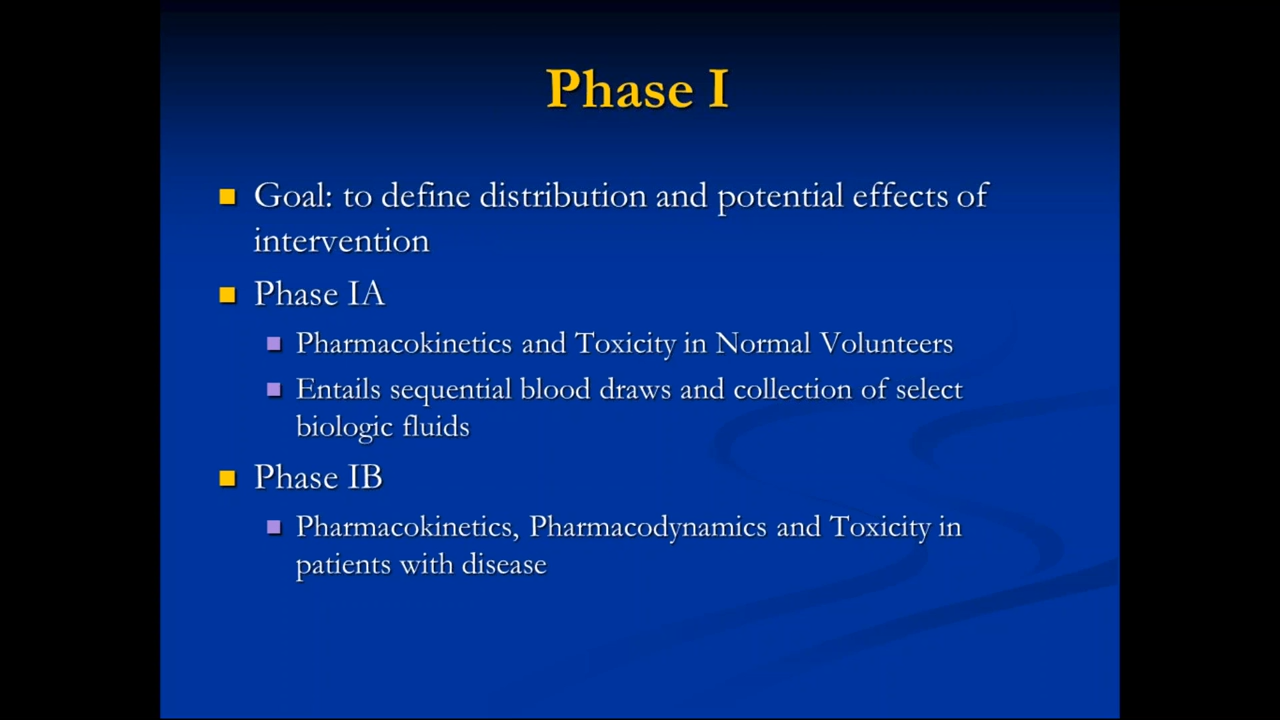 Phase I
Goal: to define distribution and potential effects of
intervention
Phase IA
Pharmacokinetics and Toxicity in Normal Volunteers
Entails sequential blood draws and collection of select
biologic fluids
Phase IB
Pharmacokinetics, Pharmacodynamics and Toxicity in
patients with disease